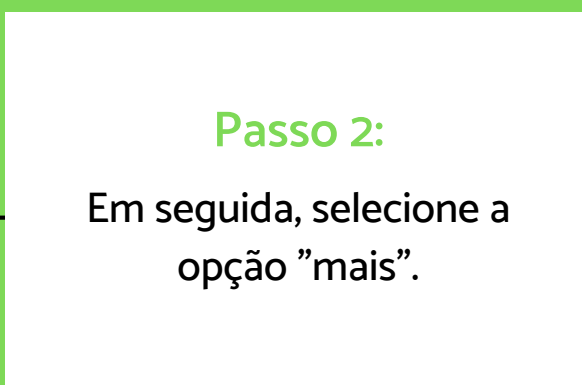 Passo 2:
Em seguida, selecione a
opção ”mais”.